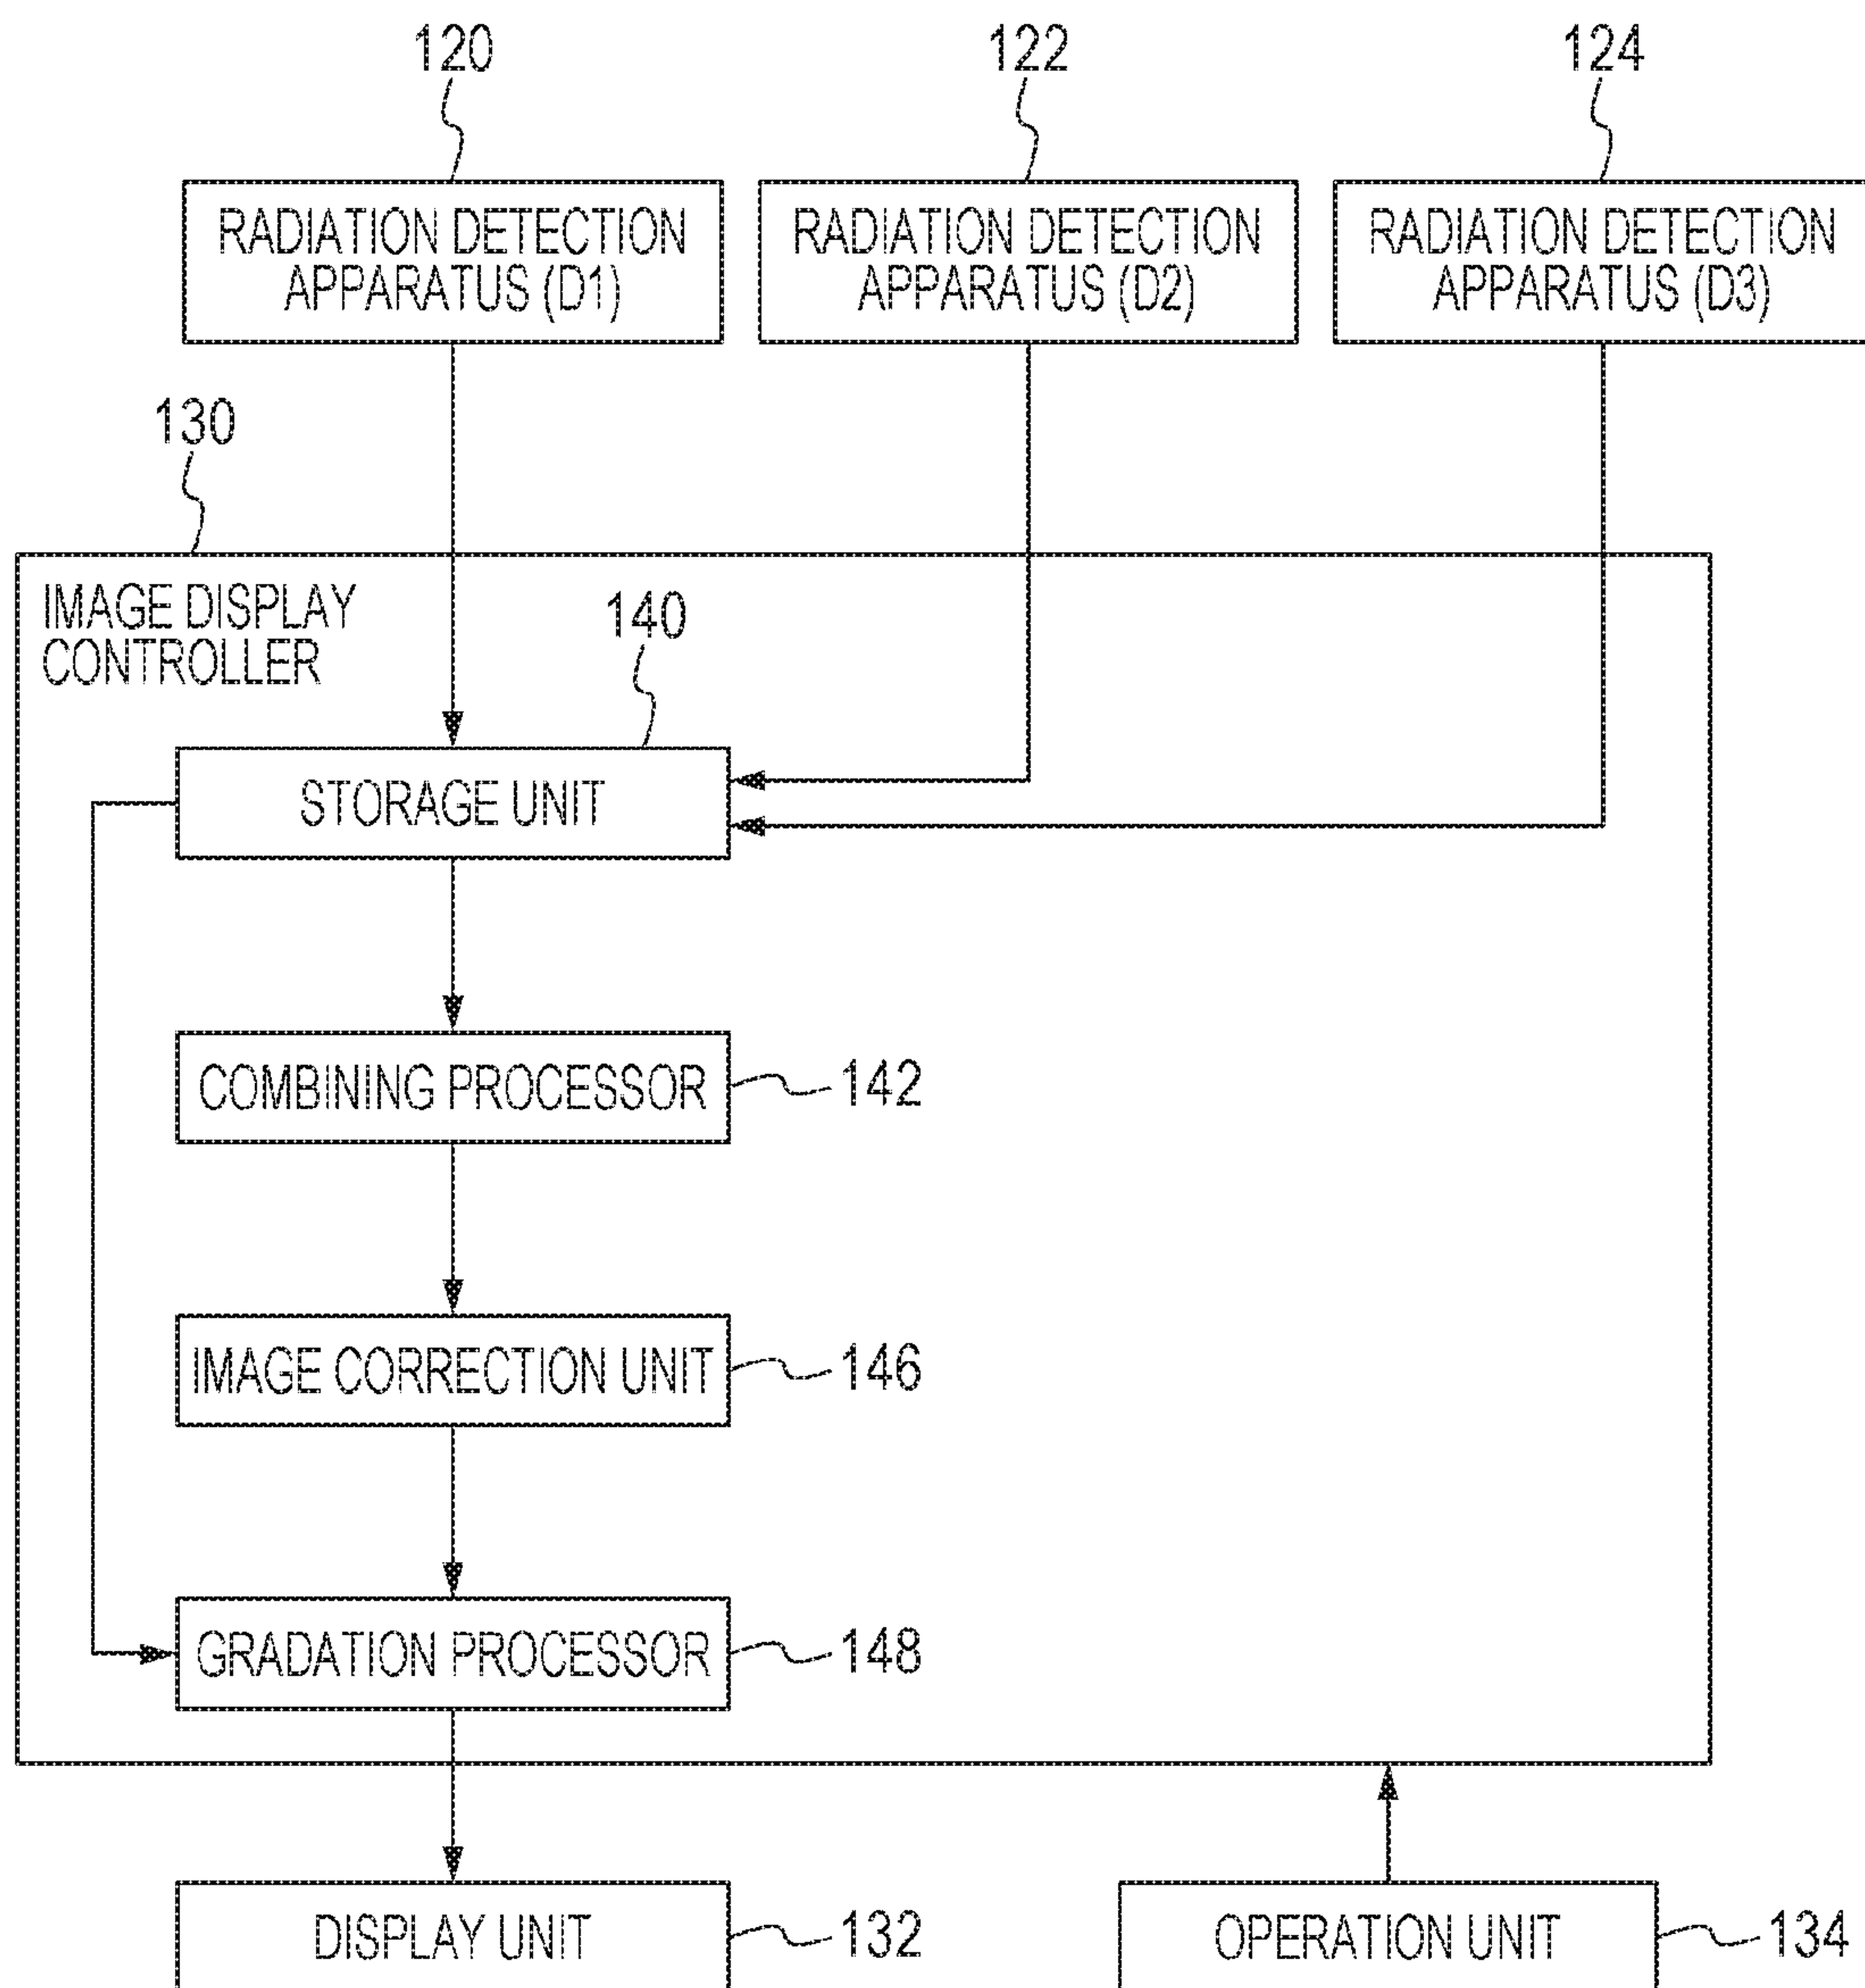 120
122
124
RADIATION DETECTION
APPARATUS (D1)
RADIATION DETECTION
APPARATUS (D2)
RADIATION DETECTION
APPARATUS (D3)
130
IMAGE DISPLAY
CONTROLLER
140
STORAGE UNIT
COMBINING PROCESSOR
142
IMAGE CORRECTION UNIT
146
GRADATION PROCESSOR
148
DISPLAY UNIT
132
OPERATION UNIT
134